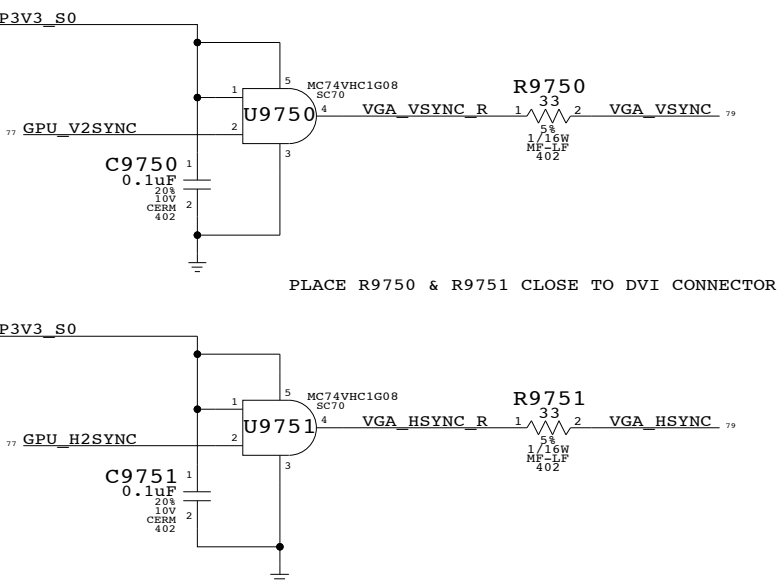 P3V3_S0
5
MC74VHC1G08
SC70
1
U9750
4
VGA_VSYNC_R
R9750
33
1
2
5%
1/16W
MF-LF
402
VGA_VSYNC
79
77
GPU_V2SYNC
2
3
C9750
1
0.1uF
20%
10V
CERM
402
2
PLACE R9750 & R9751 CLOSE TO DVI CONNECTOR
P3V3_S0
5
MC74VHC1G08
SC70
1
U9751
4
VGA_HSYNC_R
R9751
33
1
2
5%
1/16W
MF-LF
402
VGA_HSYNC
79
77
GPU_H2SYNC
2
3
C9751
1
0.1uF
20%
10V
CERM
402
2